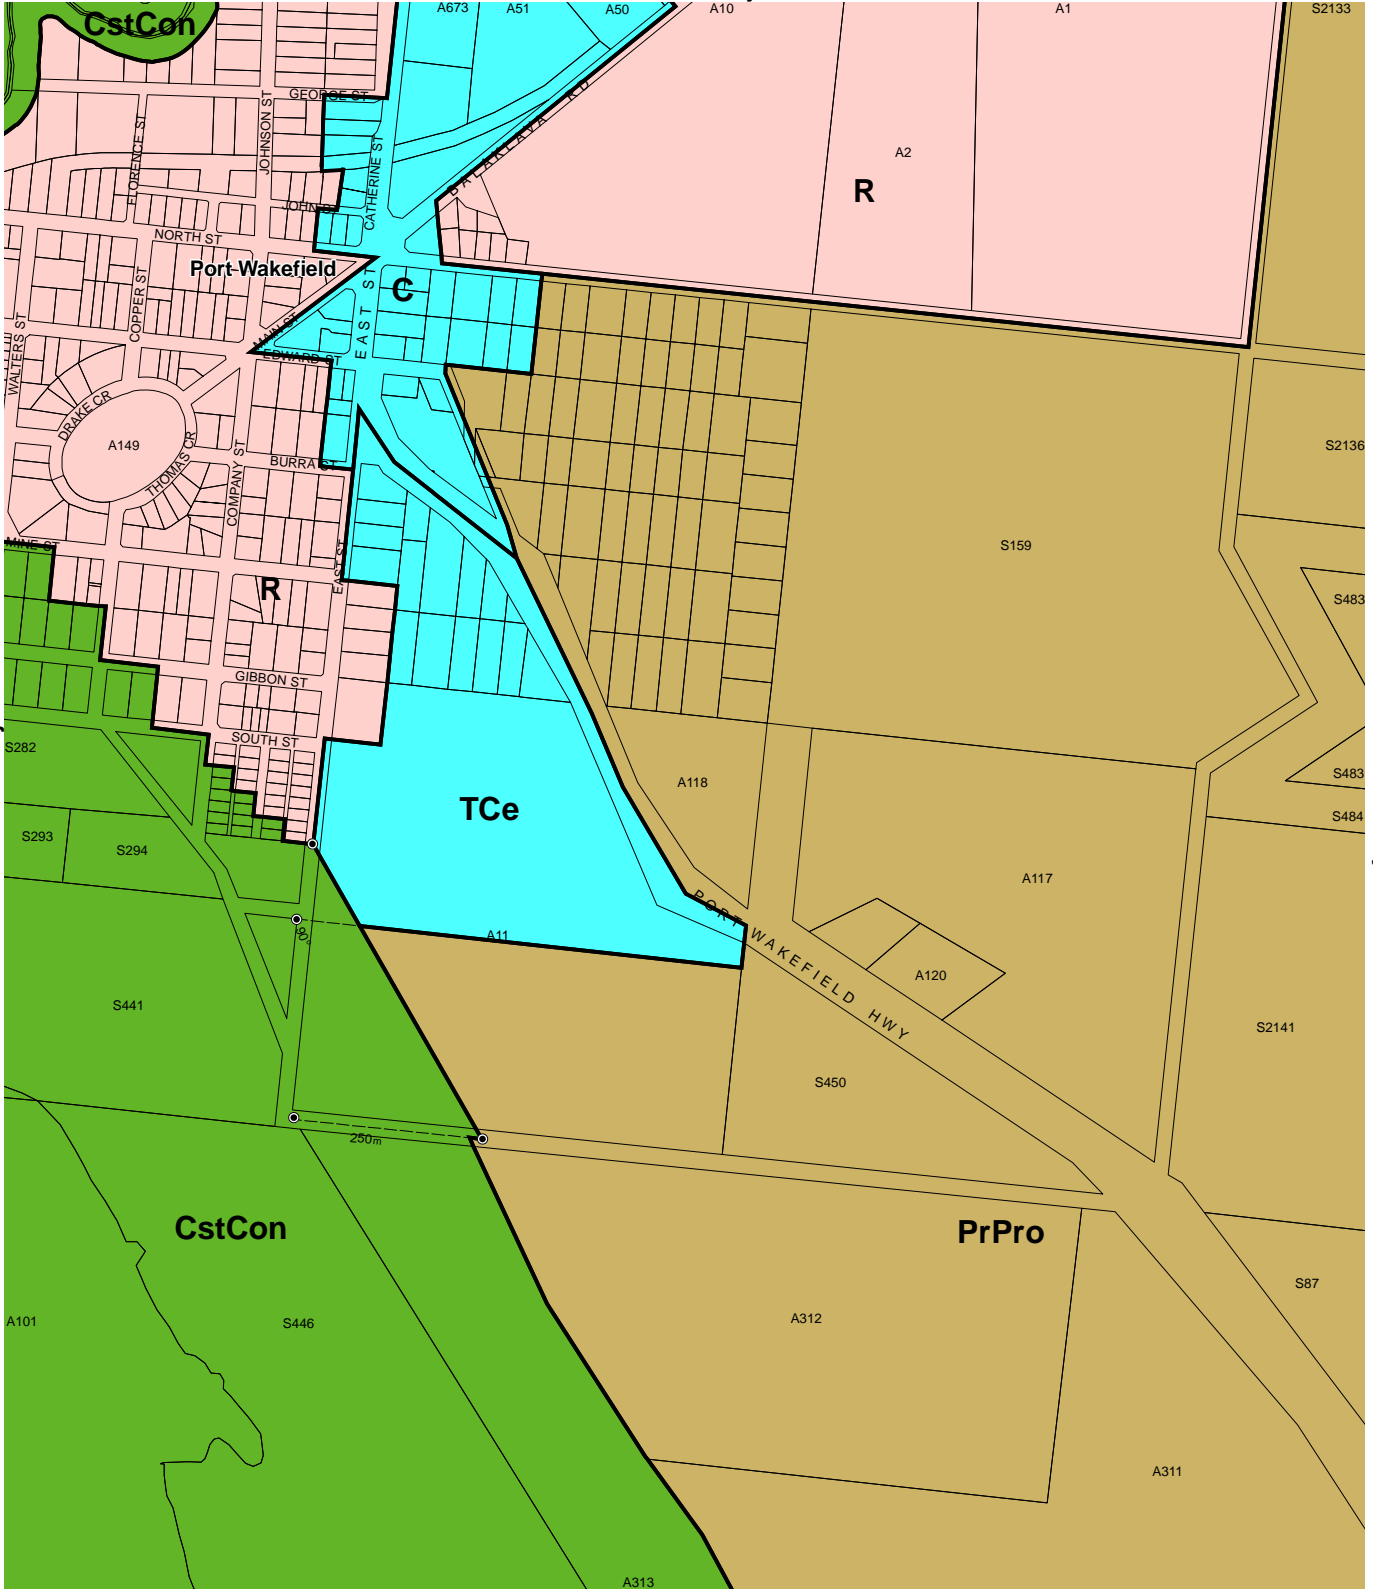 CstCon
A673
A51
A50
A10
A1
S2133
GEORGE ST
BALAKLAVA RD
JOHNSON ST
FLORENCE ST
CATHERINE ST
A2
R
JOHN ST
NORTH ST
Port Wakefield
C
EAST ST
COPPER ST
MAIN ST
WALTERS ST
EDWARD ST
DRAKE CR
A149
THOMAS CR
COMPANY ST
BURRA ST
S2136
MINE ST
EAST ST
S159
R
S483
GIBBON ST
SOUTH ST
S282
S483
A118
TCe
S484
S293
S294
A117
PORT WAKEFIELD HWY
90°
A11
A120
S441
S2141
S450
250m
CstCon
PrPro
S87
A101
S446
A312
A311
A313